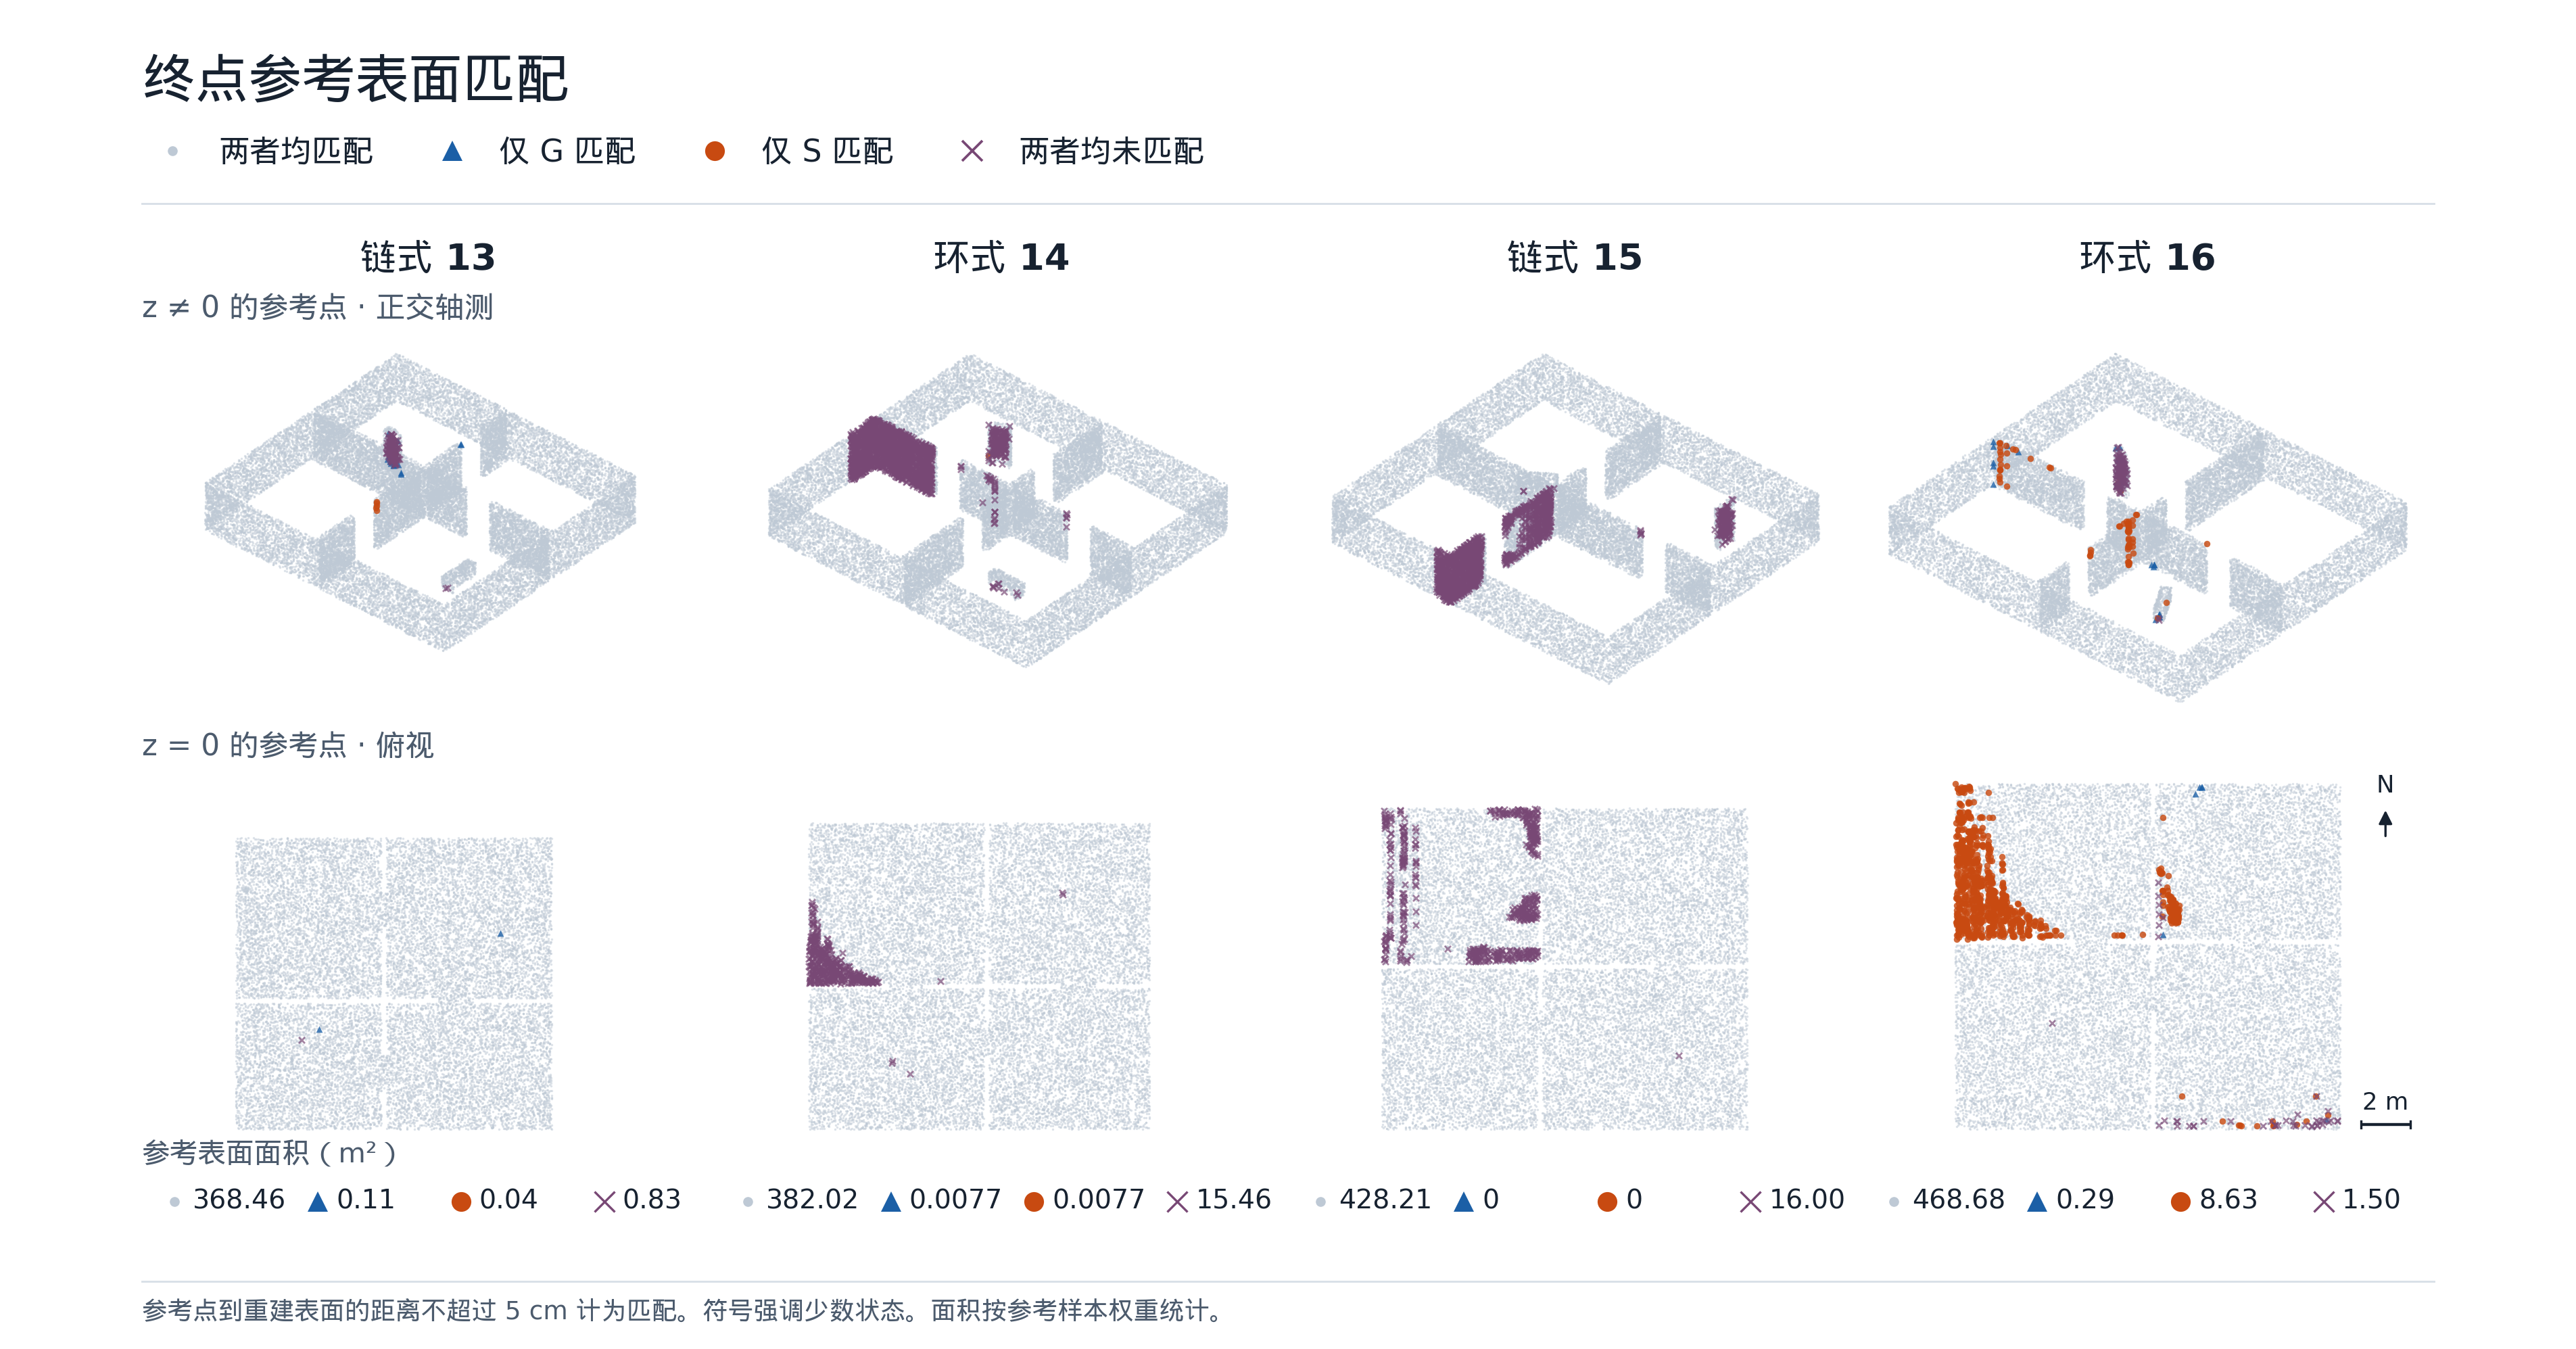 终点参考表面匹配
两者均匹配 仅 G 匹配 仅 S 匹配 两者均未匹配
链式 13 环式 14 链式 15 环式 16
z ≠ 0 的参考点 · 正交轴测
z = 0 的参考点 · 俯视
N
2 m
参考表面面积（m²）
368.46 0.11 0.04 0.83 382.02 0.0077 0.0077 15.46 428.21 0 0 16.00 468.68 0.29 8.63 1.50
参考点到重建表面的距离不超过 5 cm 计为匹配。符号强调少数状态。面积按参考样本权重统计。